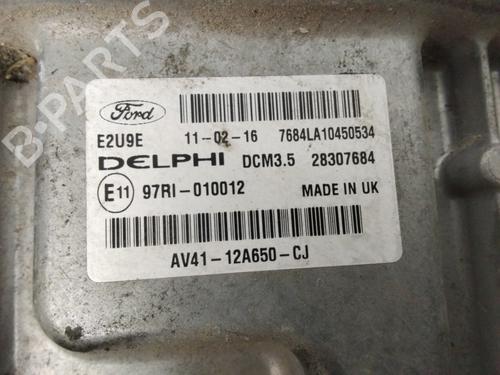 Ford
E2U9E 11-02-16 7684LA10450534
DELPHI DCM3.5 28307684
E11 97RI-010012 MADE IN UK
AV41-12A650-CJ